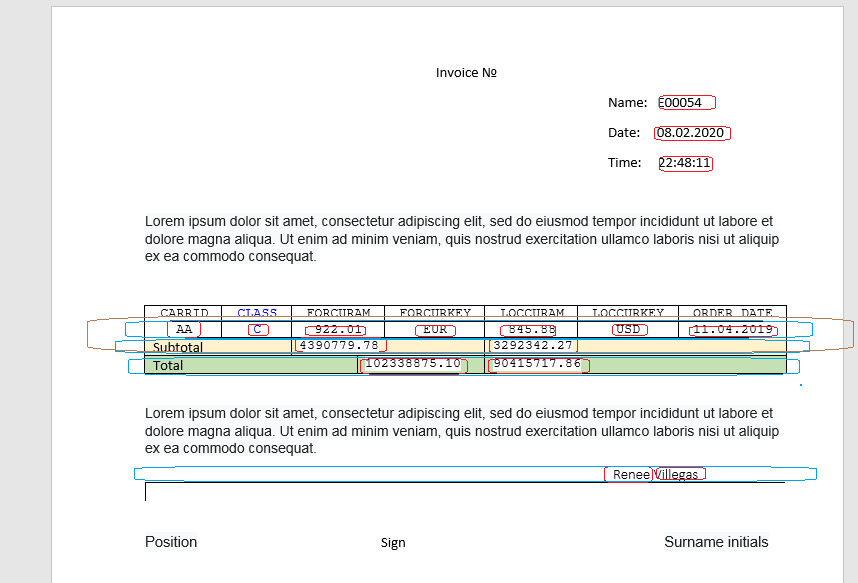 Invoice №
Name: E00054
Date: 08.02.2020
Time: 22:48:11
Lorem ipsum dolor sit amet, consectetur adipiscing elit, sed do eiusmod tempor incididunt ut labore et
dolore magna aliqua. Ut enim ad minim veniam, quis nostrud exercitation ullamco laboris nisi ut aliquip
ex ea commodo consequat.
CARRID CLASS FORCURAM FORCURKEY LOCCURAM LOCCURKEY ORDER_DATE
AA C 922.01 EUR 845.88 USD 11.04.2019
Subtotal 4390779.78 3292342.27
Total 102338875.10 90415717.86
Lorem ipsum dolor sit amet, consectetur adipiscing elit, sed do eiusmod tempor incididunt ut labore et
dolore magna aliqua. Ut enim ad minim veniam, quis nostrud exercitation ullamco laboris nisi ut aliquip
ex ea commodo consequat.
Renee Villegas
Position Sign Surname initials